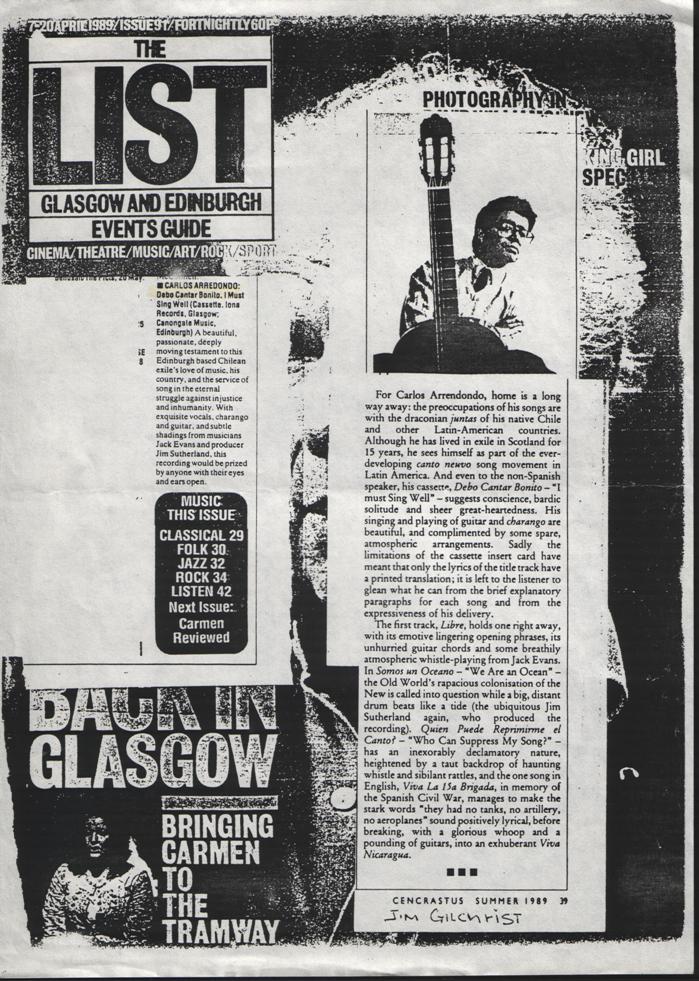 7-20 APRIL 1989/ISSUE 91/FORTNIGHTLY 60P
THE
LIST
GLASGOW AND EDINBURGH
EVENTS GUIDE
CINEMA/THEATRE/MUSIC/ART/ROCK/SPORT
■ CARLOS ARREDONDO:
Debo Cantar Bonito, I Must
Sing Well (Cassette. Iona
Records, Glasgow;
Canongate Music,
Edinburgh) A beautiful,
passionate, deeply
moving testament to this
Edinburgh based Chilean
exile's love of music, his
country, and the service of
song in the eternal
struggle against injustice
and inhumanity. With
exquisite vocals, charango
and guitar, and subtle
shadings from musicians
Jack Evans and producer
Jim Sutherland, this
recording would be prized
by anyone with their eyes
and ears open.
MUSIC
THIS ISSUE
CLASSICAL 29
FOLK 30
JAZZ 32
ROCK 34
LISTEN 42
Next Issue:
Carmen
Reviewed
BACK IN
GLASGOW
BRINGING
CARMEN
TO
THE
TRAMWAY
PHOTOGRAPHY IN
KING GIRL
For Carlos Arrendondo, home is a long
way away: the preoccupations of his songs are
with the draconian juntas of his native Chile
and other Latin-American countries.
Although he has lived in exile in Scotland for
15 years, he sees himself as part of the ever-
developing canto neuvo song movement in
Latin America. And even to the non-Spanish
speaker, his cassette, Debo Cantar Bonito – "I
must Sing Well" – suggests conscience, bardic
solitude and sheer great-heartedness. His
singing and playing of guitar and charango are
beautiful, and complimented by some spare,
atmospheric arrangements. Sadly the
limitations of the cassette insert card have
meant that only the lyrics of the title track have
a printed translation; it is left to the listener to
glean what he can from the brief explanatory
paragraphs for each song and from the
expressiveness of his delivery.
The first track, Libre, holds one right away,
with its emotive lingering opening phrases, its
unhurried guitar chords and some breathily
atmospheric whistle-playing from Jack Evans.
In Somos un Oceano – "We Are an Ocean" –
the Old World's rapacious colonisation of the
New is called into question while a big, distant
drum beats like a tide (the ubiquitous Jim
Sutherland again, who produced the
recording). Quien Puede Reprimirme el
Canto? – "Who Can Suppress My Song?" –
has an inexorably declamatory nature,
heightened by a taut backdrop of haunting
whistle and sibilant rattles, and the one song in
English, Viva La 15a Brigada, in memory of
the Spanish Civil War, manages to make the
stark words "they had no tanks, no artillery,
no aeroplanes" sound positively lyrical, before
breaking, with a glorious whoop and a
pounding of guitars, into an exhuberant Viva
Nicaragua.
CENCRASTUS SUMMER 1989 39
Jim Gilchrist